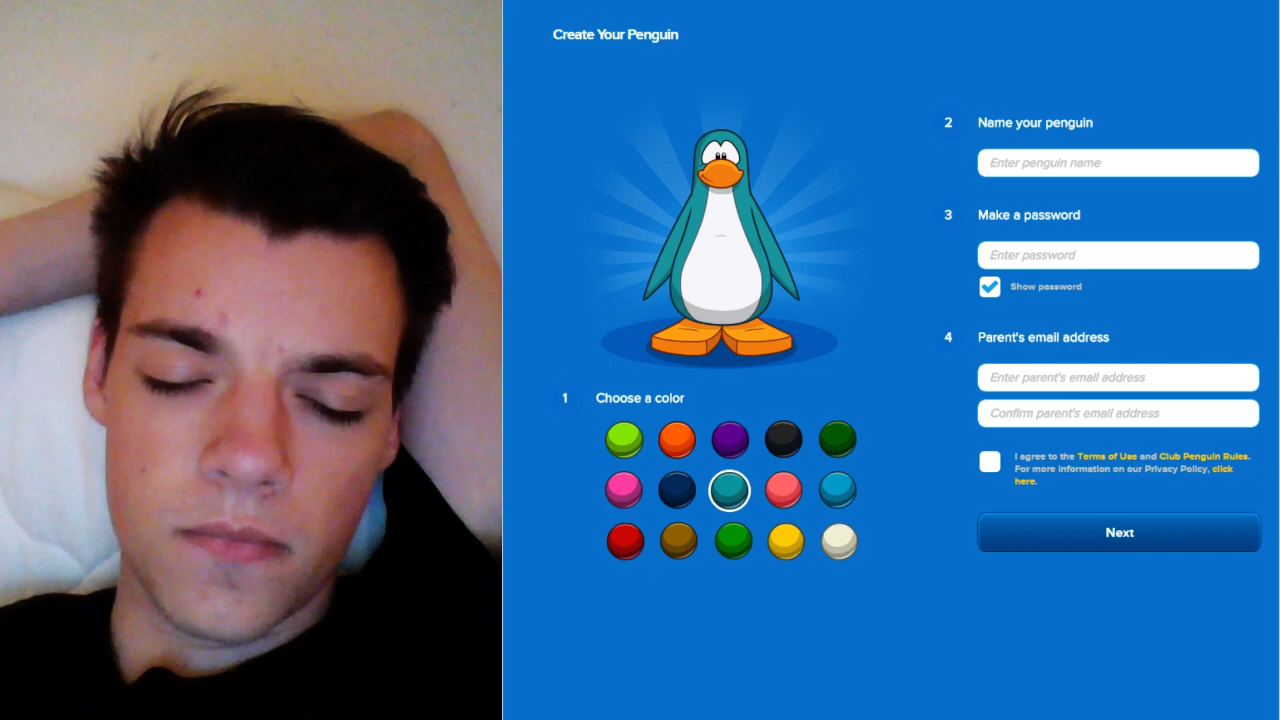 Create Your Penguin
1 Choose a color
2 Name your penguin
Enter penguin name
3 Make a password
Enter password
Show password
4 Parent's email address
Enter parent's email address
Confirm parent's email address
I agree to the Terms of Use and Club Penguin Rules.
For more information on our Privacy Policy, click
here.
Next